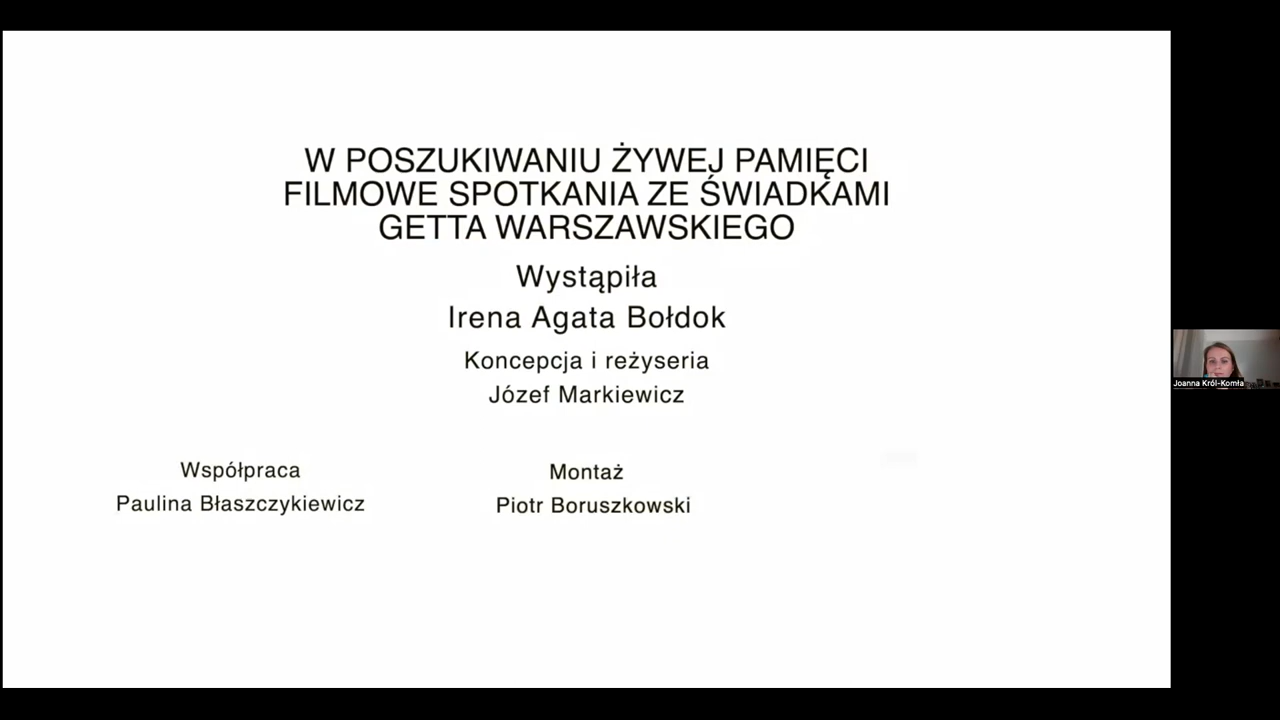 W POSZUKIWANIU ŻYWEJ PAMIĘCI
FILMOWE SPOTKANIA ZE ŚWIADKAMI
GETTA WARSZAWSKIEGO
Wystąpiła
Irena Agata Bołdok
Koncepcja i reżyseria
Józef Markiewicz
Współpraca
Paulina Błaszczykiewicz
Montaż
Piotr Boruszkowski
Joanna Król-Komła